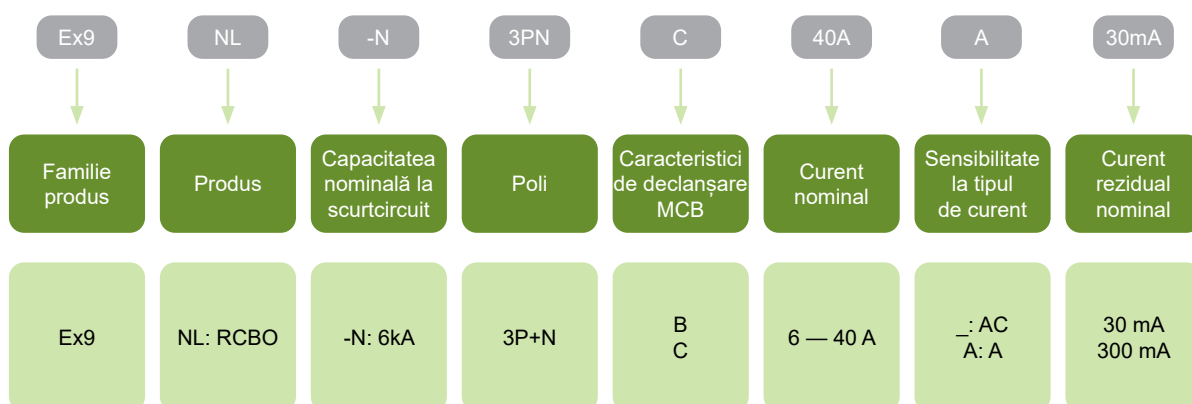 Ex9
NL
-N
3PN
C
40A
A
30mA
Familie
produs
Produs
Capacitatea
nominală la
scurtcircuit
Poli
Caracteristici
de declanșare
MCB
Curent
nominal
Sensibilitate
la tipul
de curent
Curent
rezidual
nominal
Ex9
NL: RCBO
-N: 6kA
3P+N
B
C
6 — 40 A
_: AC
A: A
30 mA
300 mA